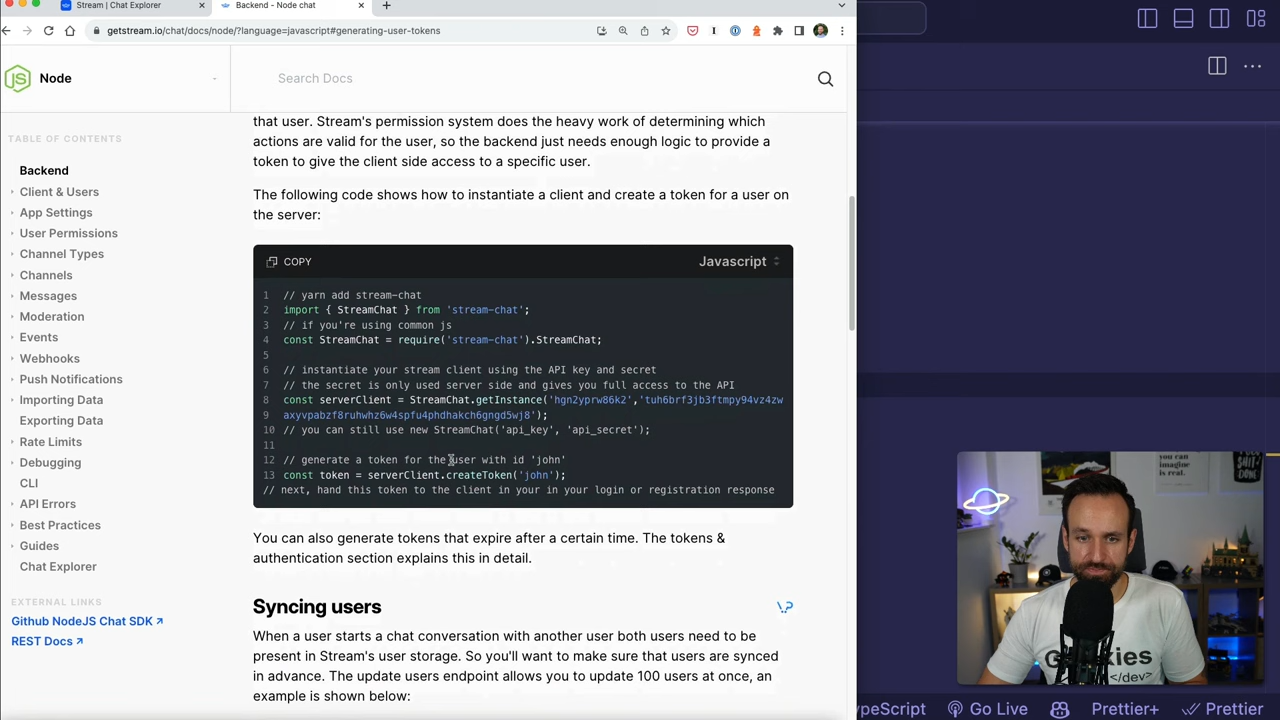 Stream | Chat Explorer
Backend - Node chat
getstream.io/chat/docs/node/?language=javascript#generating-user-tokens
JS
Node
Search Docs
TABLE OF CONTENTS
Backend
Client & Users
App Settings
User Permissions
Channel Types
Channels
Messages
Moderation
Events
Webhooks
Push Notifications
Importing Data
Exporting Data
Rate Limits
Debugging
CLI
API Errors
Best Practices
Guides
Chat Explorer
EXTERNAL LINKS
Github NodeJS Chat SDK
REST Docs
that user. Stream's permission system does the heavy work of determining which
actions are valid for the user, so the backend just needs enough logic to provide a
token to give the client side access to a specific user.
The following code shows how to instantiate a client and create a token for a user on
the server:
COPY
Javascript
1 // yarn add stream-chat
2 import { StreamChat } from 'stream-chat';
3 // if you're using common js
4 const StreamChat = require('stream-chat').StreamChat;
5
6 // instantiate your stream client using the API key and secret
7 // the secret is only used server side and gives you full access to the API
8 const serverClient = StreamChat.getInstance('hgn2yprw86k2','tuh6brf3jb3ftmpy94vz4zw
9 axyvpabzf8ruhwhz6w4spfu4phdhakch6gngd5wj8');
10 // you can still use new StreamChat('api_key', 'api_secret');
11
12 // generate a token for the user with id 'john'
13 const token = serverClient.createToken('john');
// next, hand this token to the client in your in your login or registration response
You can also generate tokens that expire after a certain time. The tokens &
authentication section explains this in detail.
Syncing users
When a user starts a chat conversation with another user both users need to be
present in Stream's user storage. So you'll want to make sure that users are synced
in advance. The update users endpoint allows you to update 100 users at once, an
example is shown below:
</dev>
ypeScript
Go Live
Prettier+
Prettier